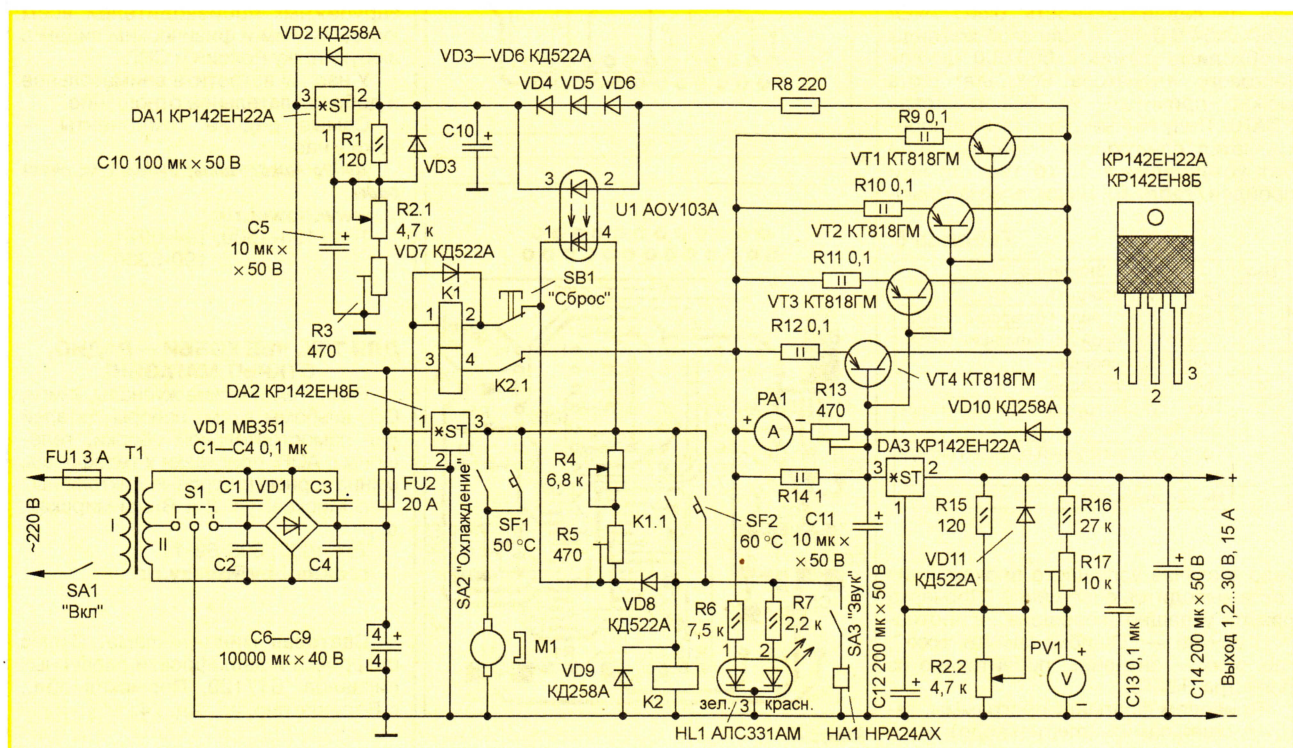 VD2 КД258А
VD3—VD6 КД522А
VD4 VD5 VD6
R8 220
3 ∗ST 2
1
DA1 КР142ЕН22А
R1
120
C10
VD3
C10 100 мк × 50 В
R9 0,1
VT1 КТ818ГМ
КР142ЕН22А
КР142ЕН8Б
3 2
U1 АОУ103А
1 4
R10 0,1
VT2 КТ818ГМ
R2.1
4,7 к
C5
10 мк ×
× 50 В
VD7 КД522А
R11 0,1
VT3 КТ818ГМ
K1
SB1
"Сброс"
1 2
3 4
R3
470
K2.1
R12 0,1
VT4 КТ818ГМ
1 2 3
DA2 КР142ЕН8Б
PA1
+ A −
R13
470
VD10 КД258А
DA3 КР142ЕН22А
1 ∗ST 3
2
3 ∗ST 2
1
VD1 МВ351
C1—C4 0,1 мк
FU1 3 А
T1
S1
C1 VD1 C3
C2 C4
I
II
~220 В
SA1
"Вкл"
FU2
20 А
SA2 "Охлаждение"
SF1
50 °С
R4
6,8 к
R5
470
K1.1
SF2
60 °С
R14 1
C11
10 мк ×
× 50 В
R15
120
VD11
КД522А
R16
27 к
R17
10 к
+
C6—C9
10000 мк × 40 В
4
4
M1
VD8
КД522А
VD9
КД258А
K2
R6
7,5 к
R7
2,2 к
1 2
зел. 3 красн.
HL1 АЛС331АМ
SA3 "Звук"
HA1 HPA24AX
C12 200 мк × 50 В
R2.2
4,7 к
PV1
+
V
−
C13 0,1 мк
C14 200 мк × 50 В
Выход 1,2...30 В, 15 А
−